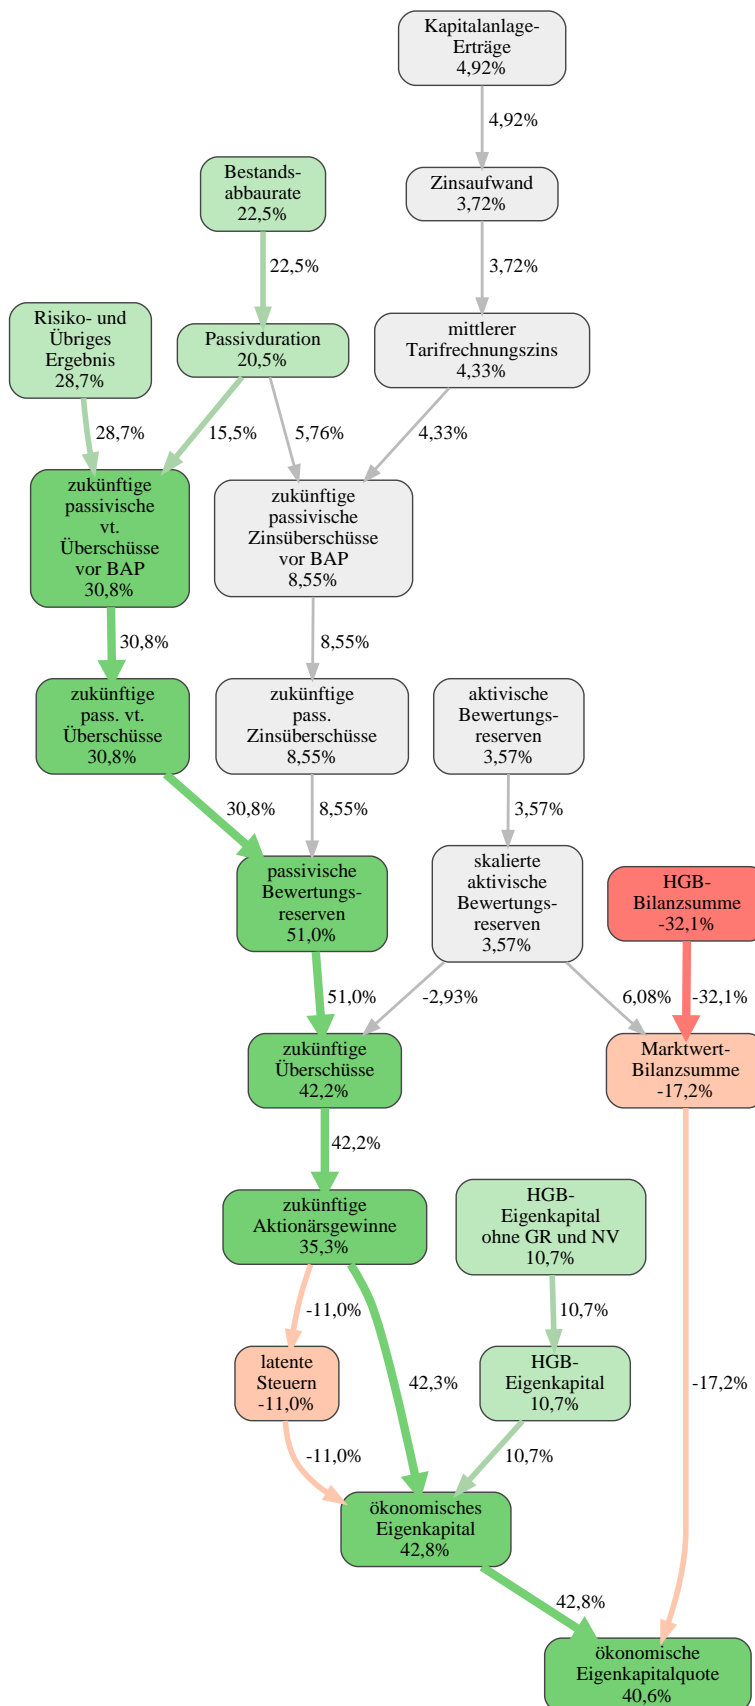 Kapitalanlage-
Erträge
4,92%
4,92%
Bestands-
abbaurate
22,5%
Zinsaufwand
3,72%
22,5%
3,72%
Risiko- und
Übriges
Ergebnis
28,7%
Passivduration
20,5%
mittlerer
Tarifrechnungszins
4,33%
28,7%
15,5%
5,76%
4,33%
zukünftige
passivische
vt.
Überschüsse
vor BAP
30,8%
zukünftige
passivische
Zinsüberschüsse
vor BAP
8,55%
30,8%
8,55%
zukünftige
pass. vt.
Überschüsse
30,8%
zukünftige
pass.
Zinsüberschüsse
8,55%
aktivische
Bewertungs-
reserven
3,57%
30,8%
8,55%
3,57%
passivische
Bewertungs-
reserven
51,0%
skalierte
aktivische
Bewertungs-
reserven
3,57%
HGB-
Bilanzsumme
-32,1%
51,0%
-2,93%
6,08%
-32,1%
zukünftige
Überschüsse
42,2%
Marktwert-
Bilanzsumme
-17,2%
42,2%
zukünftige
Aktionärsgewinne
35,3%
HGB-
Eigenkapital
ohne GR und NV
10,7%
-11,0%
10,7%
latente
Steuern
-11,0%
42,3%
HGB-
Eigenkapital
10,7%
-17,2%
-11,0%
10,7%
ökonomisches
Eigenkapital
42,8%
42,8%
ökonomische
Eigenkapitalquote
40,6%